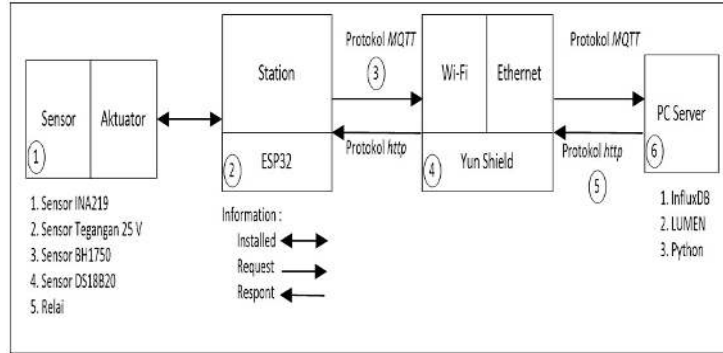 Sensor
Aktuator
1
1. Sensor INA219
2. Sensor Tegangan 25 V
3. Sensor BH1750
4. Sensor DS18B20
5. Relai
Station
2
ESP32
Information :
Installed
Request
Respont
Protokol MQTT
3
Protokol http
Wi-Fi
Ethernet
4
Yun Shield
Protokol MQTT
Protokol http
5
PC Server
6
1. InfluxDB
2. LUMEN
3. Python